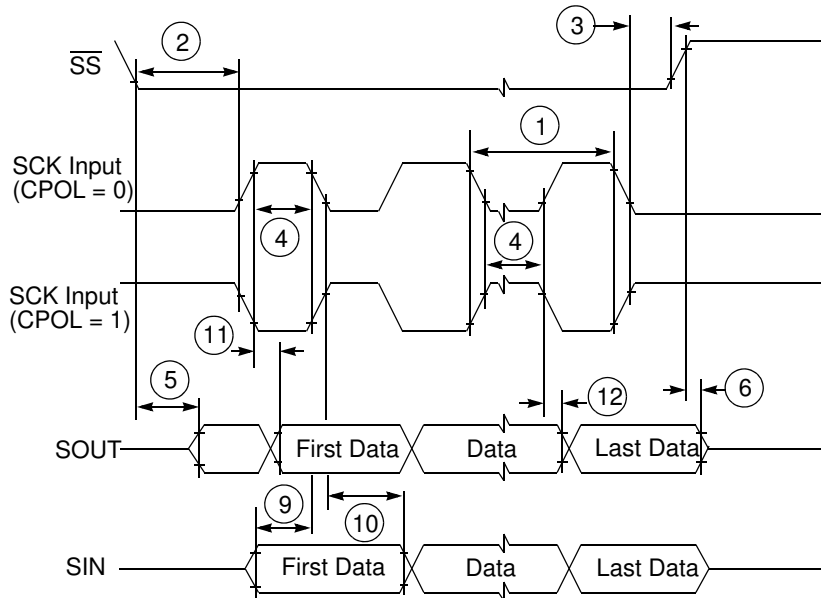 3
2
SS
1
SCK Input
(CPOL = 0)
4
4
SCK Input
(CPOL = 1)
11
5
12
6
SOUT
First Data
Data
Last Data
9
10
SIN
First Data
Data
Last Data